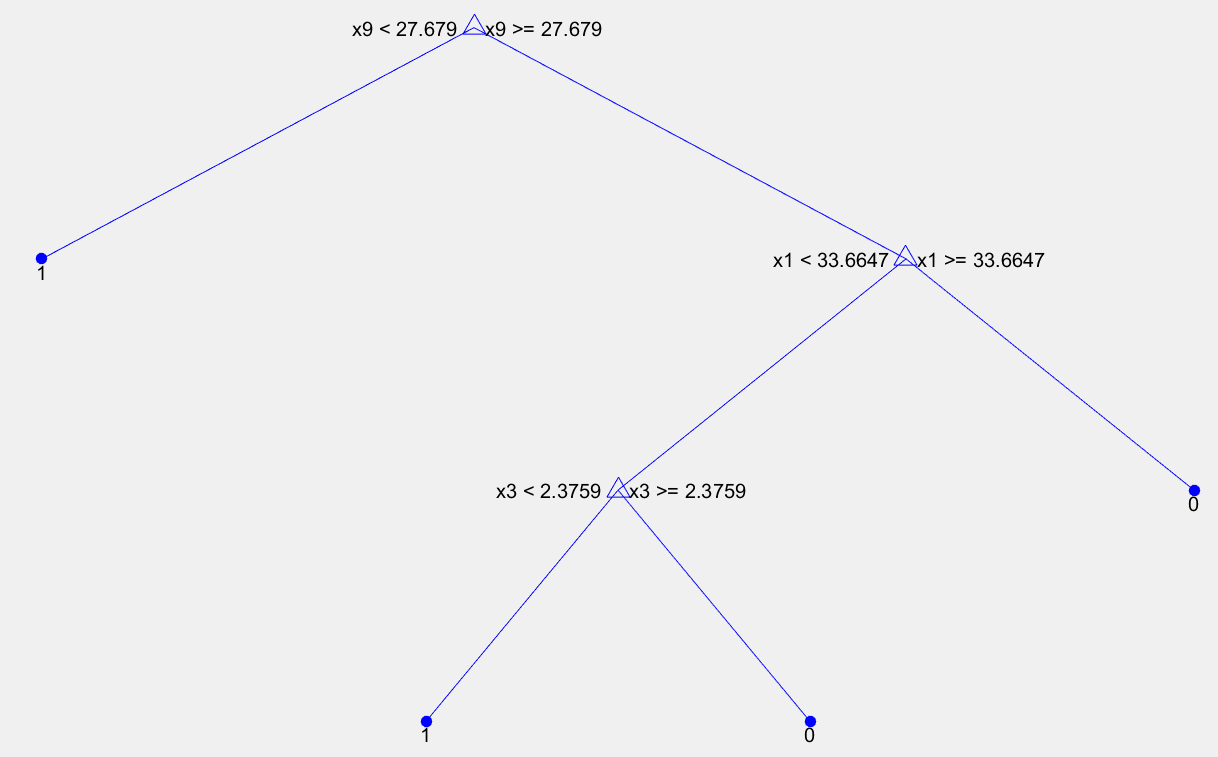 x9 < 27.679 x9 >= 27.679
1
x1 < 33.6647 x1 >= 33.6647
x3 < 2.3759 x3 >= 2.3759
0
1 0